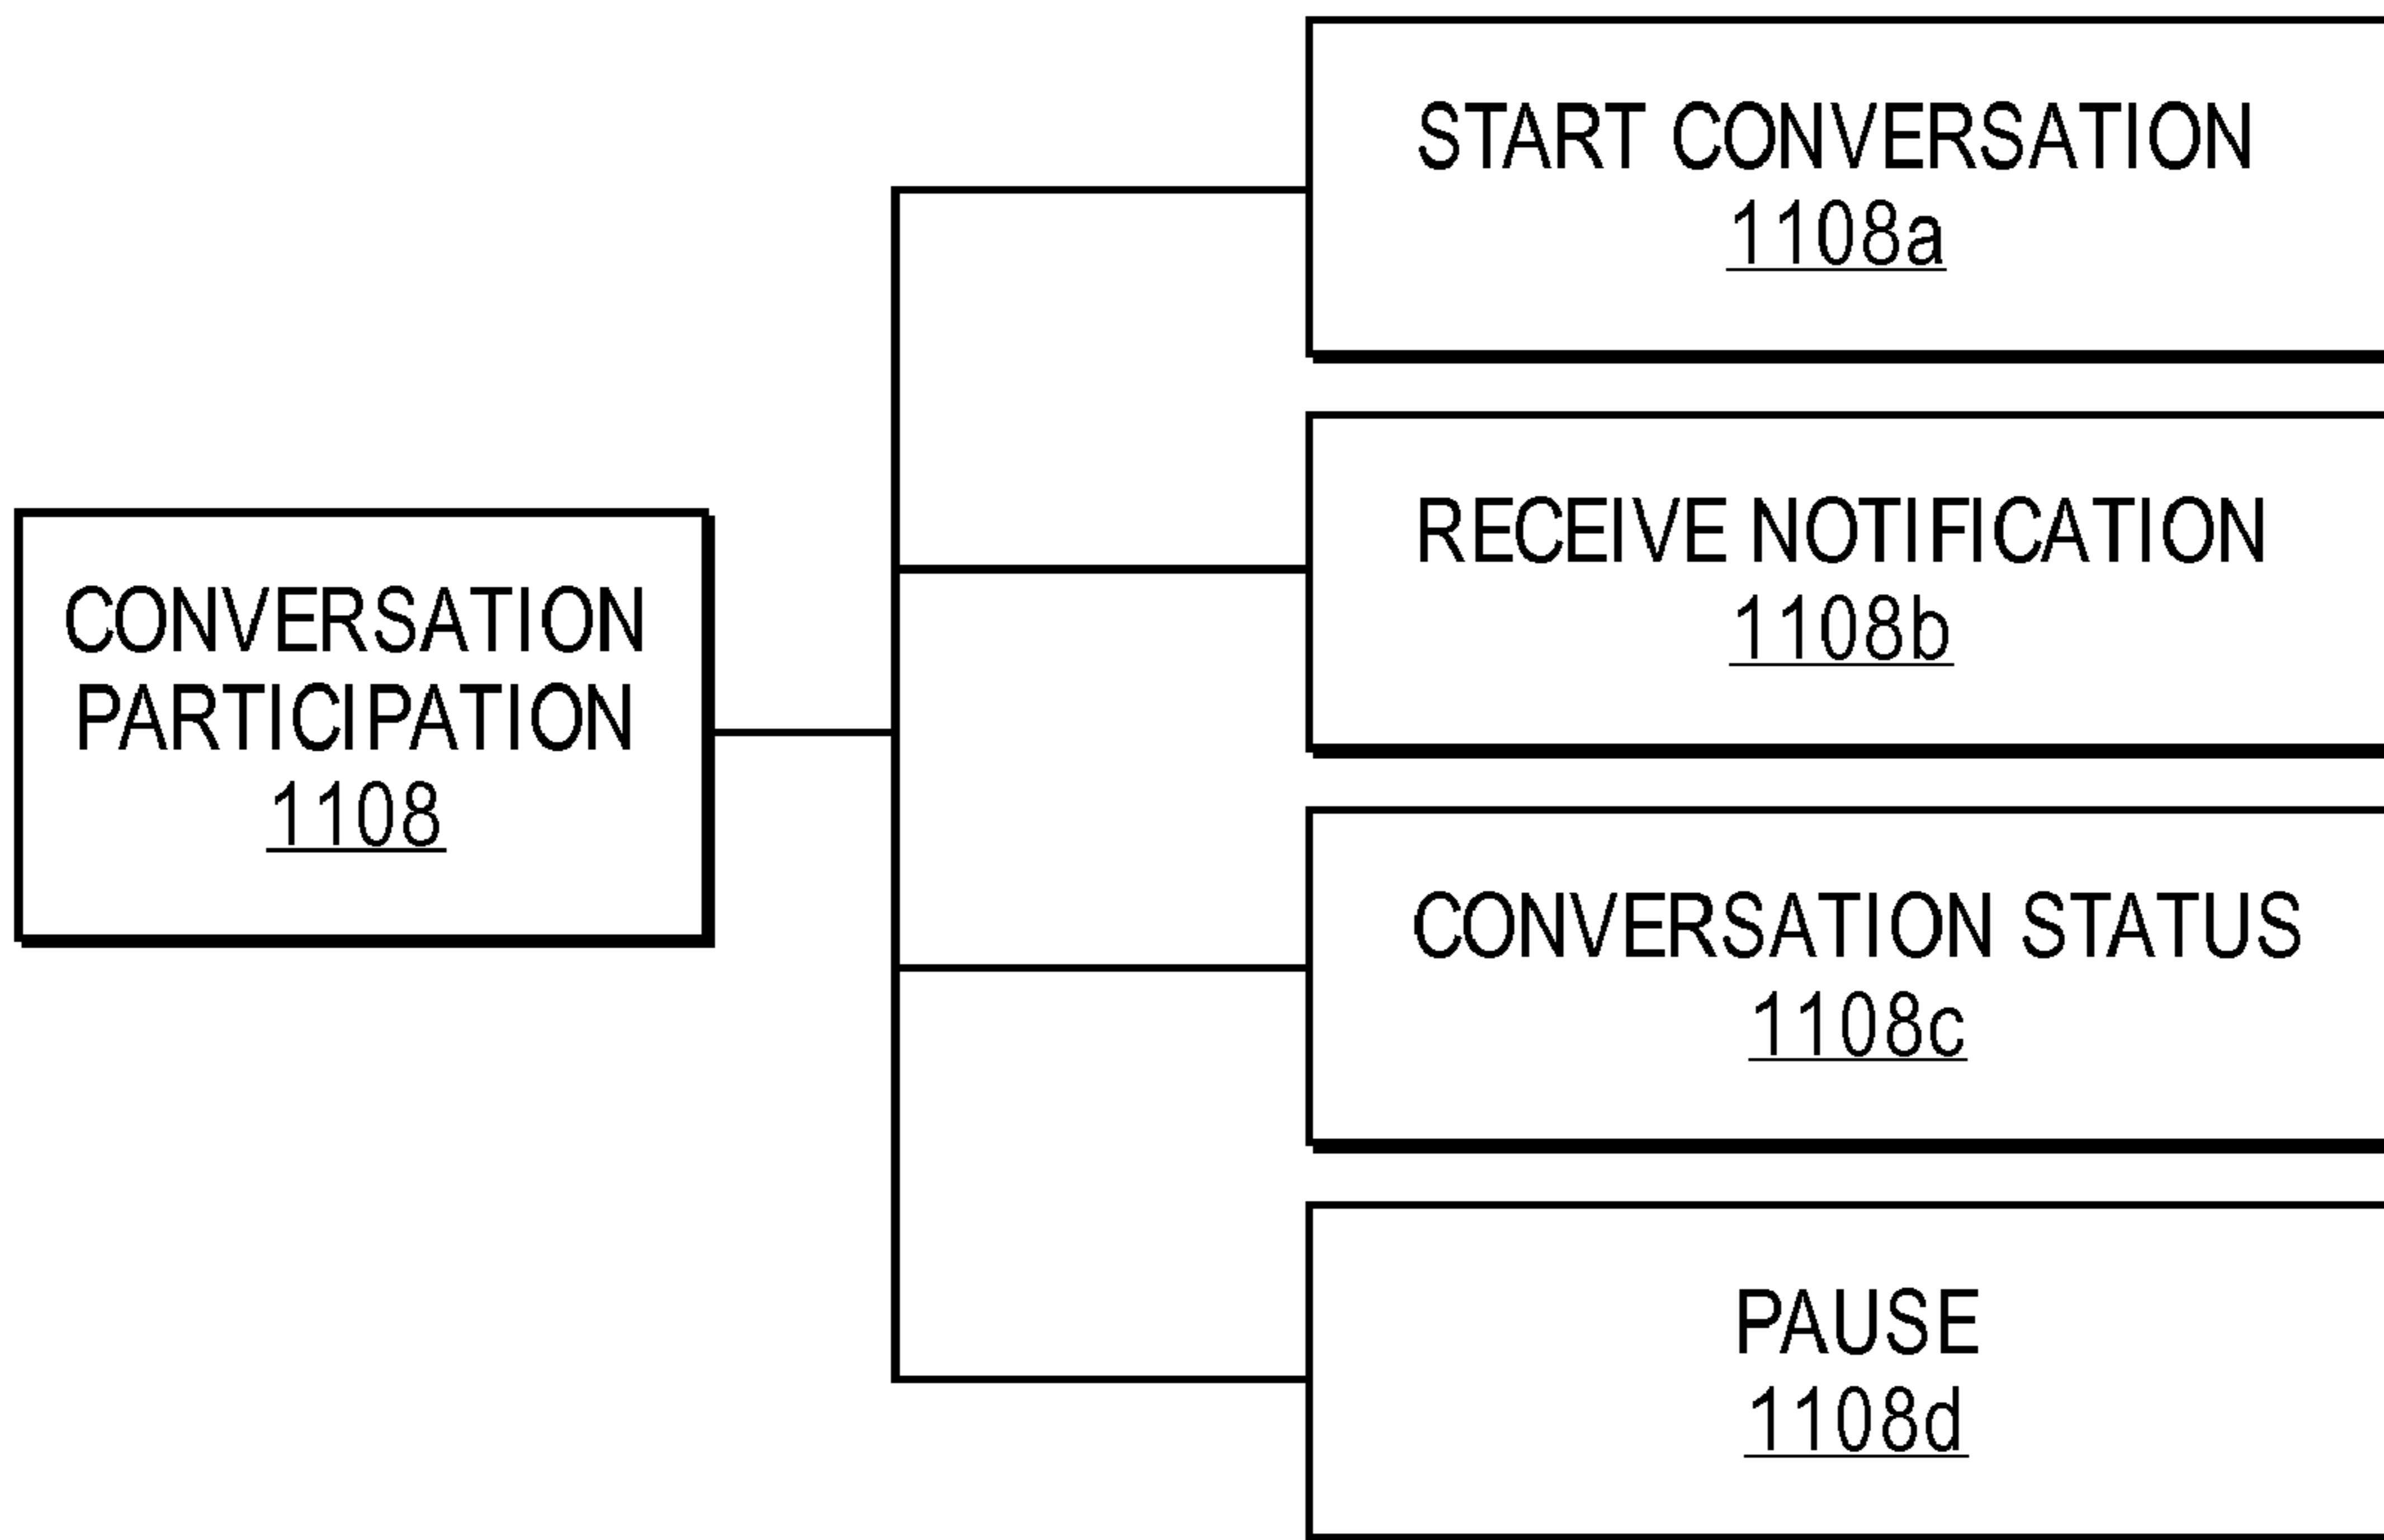 START CONVERSATION
1108a
RECEIVE NOTIFICATION
1108b
CONVERSATION
PARTICIPATION
1108
CONVERSATION STATUS
1108c
PAUSE
1108d